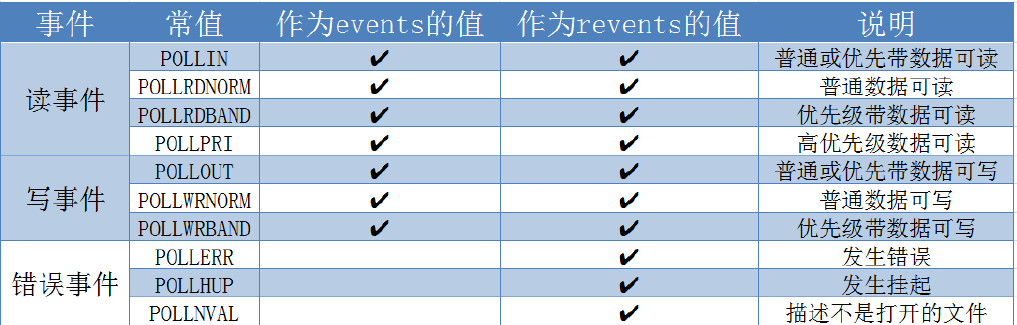 事件 常值 作为events的值 作为revents的值 说明
读事件 POLLIN ✔ ✔ 普通或优先带数据可读
POLLRDNORM ✔ ✔ 普通数据可读
POLLRDBAND ✔ ✔ 优先级带数据可读
POLLPRI ✔ ✔ 高优先级数据可读
写事件 POLLOUT ✔ ✔ 普通或优先带数据可写
POLLWRNORM ✔ ✔ 普通数据可写
POLLWRBAND ✔ ✔ 优先级带数据可写
错误事件 POLLERR ✔ 发生错误
POLLHUP ✔ 发生挂起
POLLNVAL ✔ 描述不是打开的文件